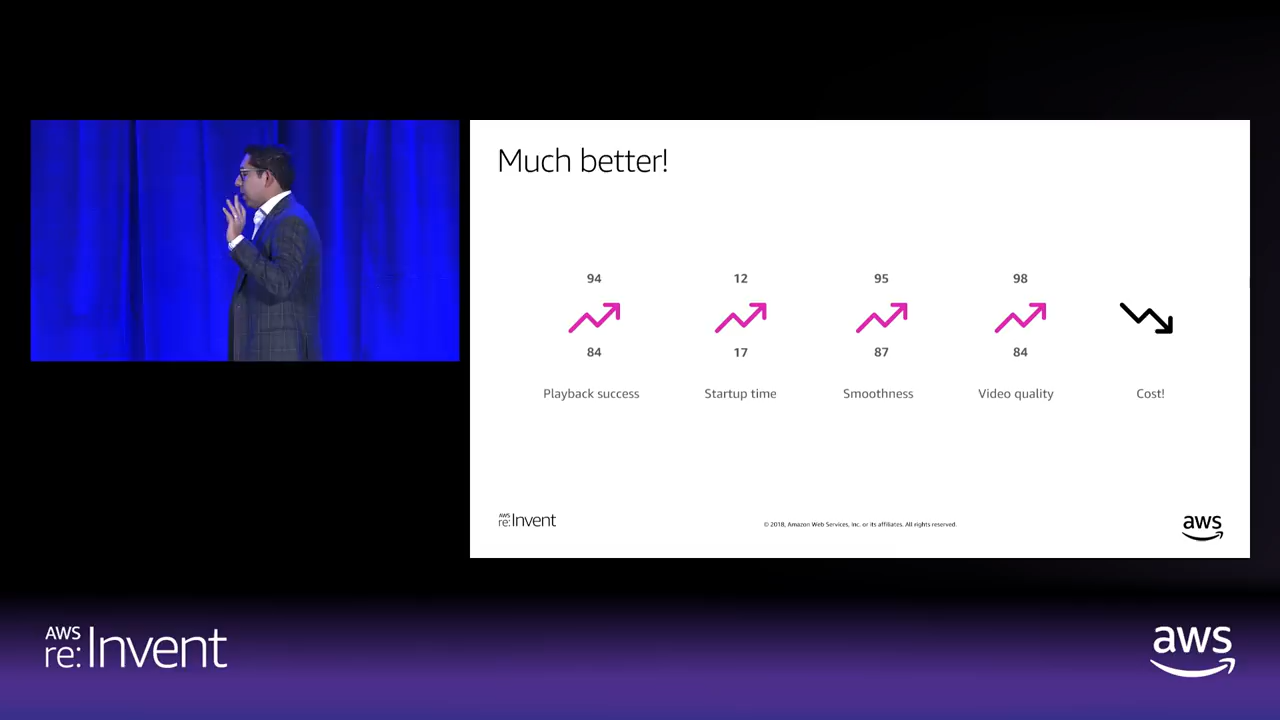 Much better!
94 12 95 98
84 17 87 84
Playback success Startup time Smoothness Video quality Cost!
AWS
re:Invent
© 2018, Amazon Web Services, Inc. or its affiliates. All rights reserved.
aws
AWS
re:Invent
aws